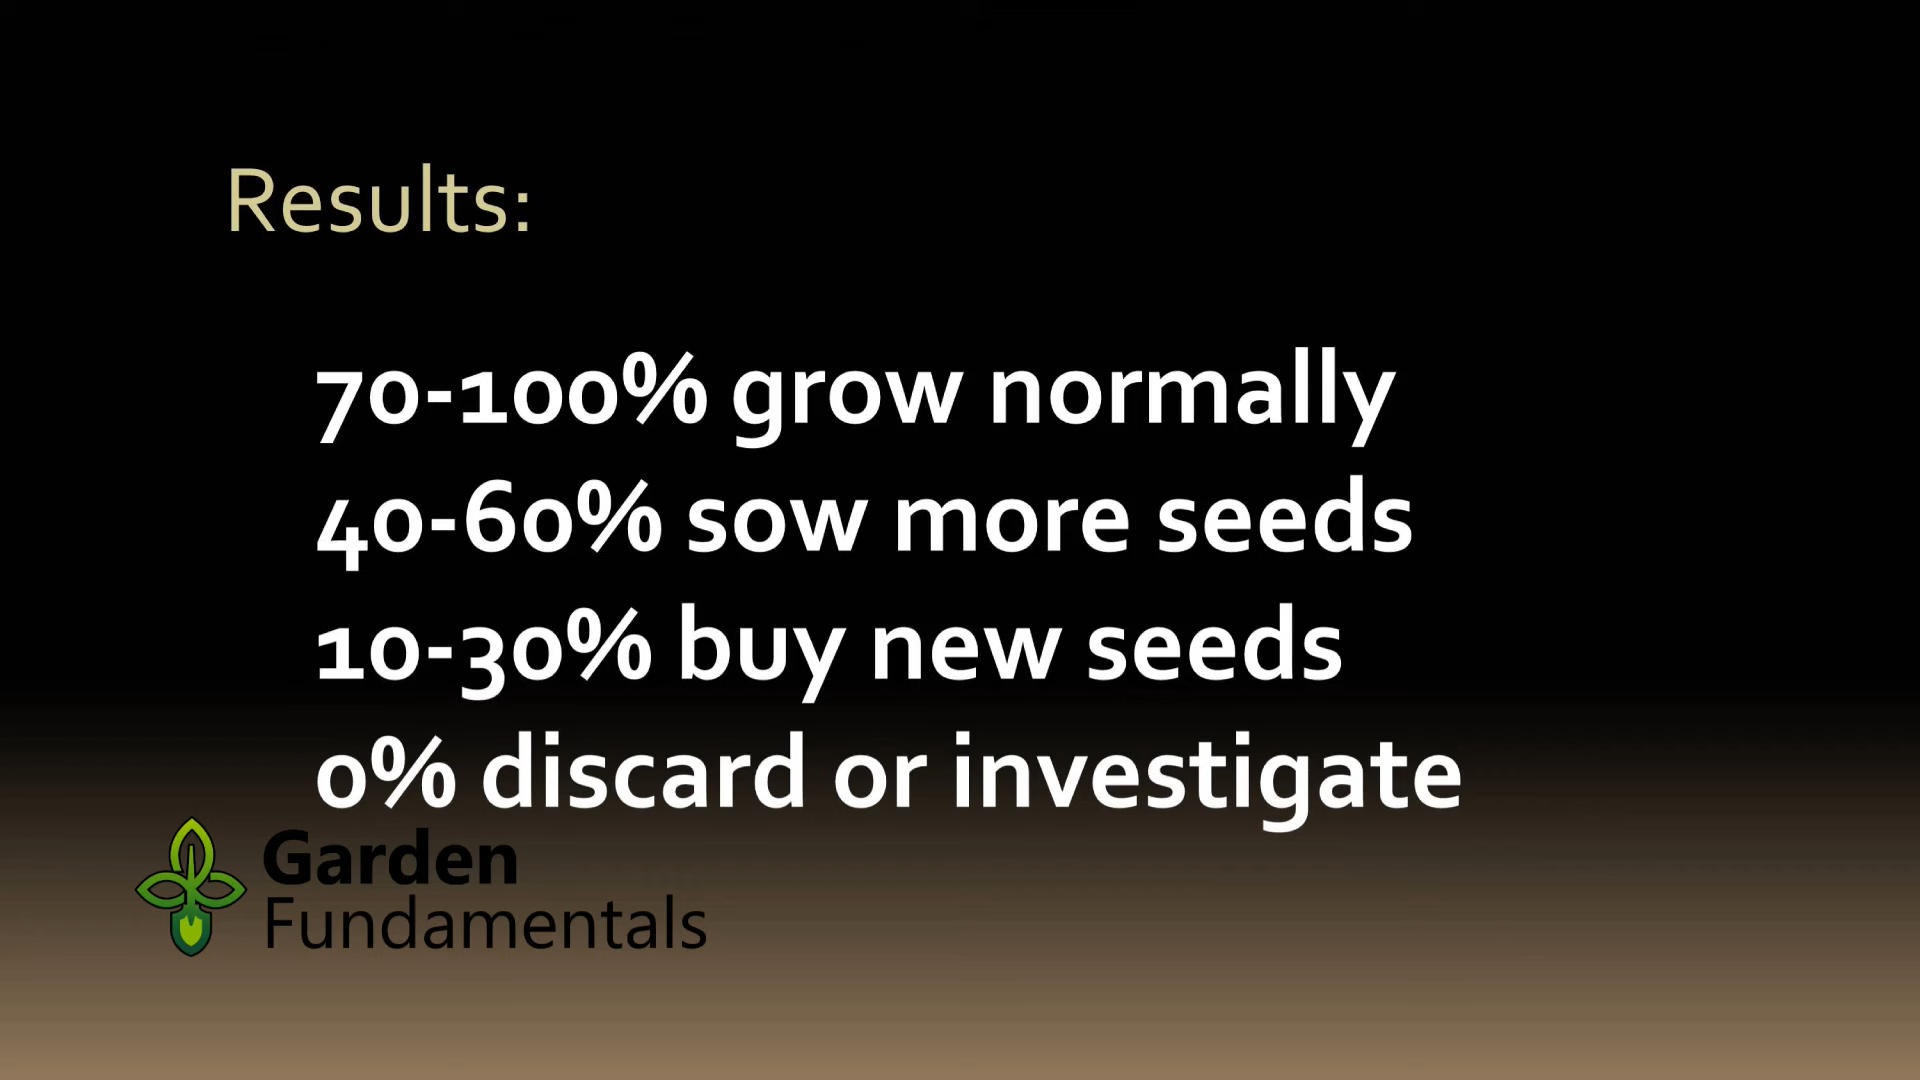 Results:
70-100% grow normally
40-60% sow more seeds
10-30% buy new seeds
0% discard or investigate
Garden
Fundamentals